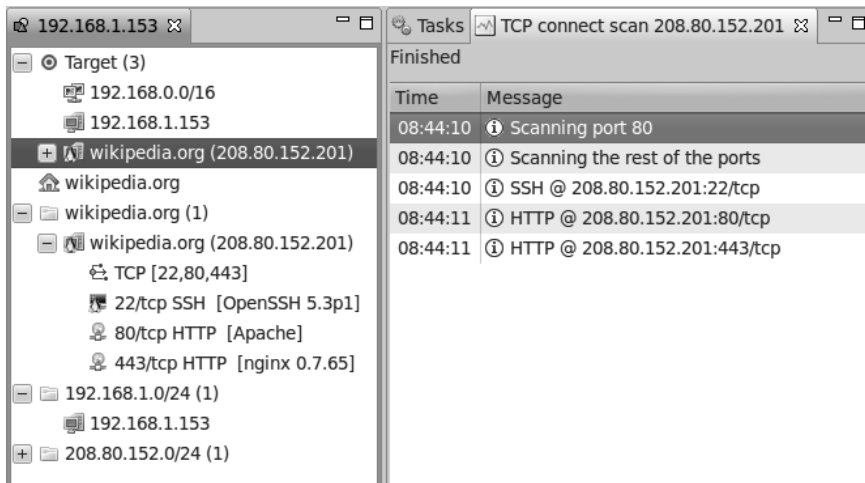 192.168.1.153
Target (3)
192.168.0.0/16
192.168.1.153
wikipedia.org (208.80.152.201)
wikipedia.org
wikipedia.org (1)
wikipedia.org (208.80.152.201)
TCP [22,80,443]
22/tcp SSH [OpenSSH 5.3p1]
80/tcp HTTP [Apache]
443/tcp HTTP [nginx 0.7.65]
192.168.1.0/24 (1)
192.168.1.153
208.80.152.0/24 (1)
Tasks TCP connect scan 208.80.152.201
Finished
Time Message
08:44:10 Scanning port 80
08:44:10 Scanning the rest of the ports
08:44:10 SSH @ 208.80.152.201:22/tcp
08:44:11 HTTP @ 208.80.152.201:80/tcp
08:44:11 HTTP @ 208.80.152.201:443/tcp